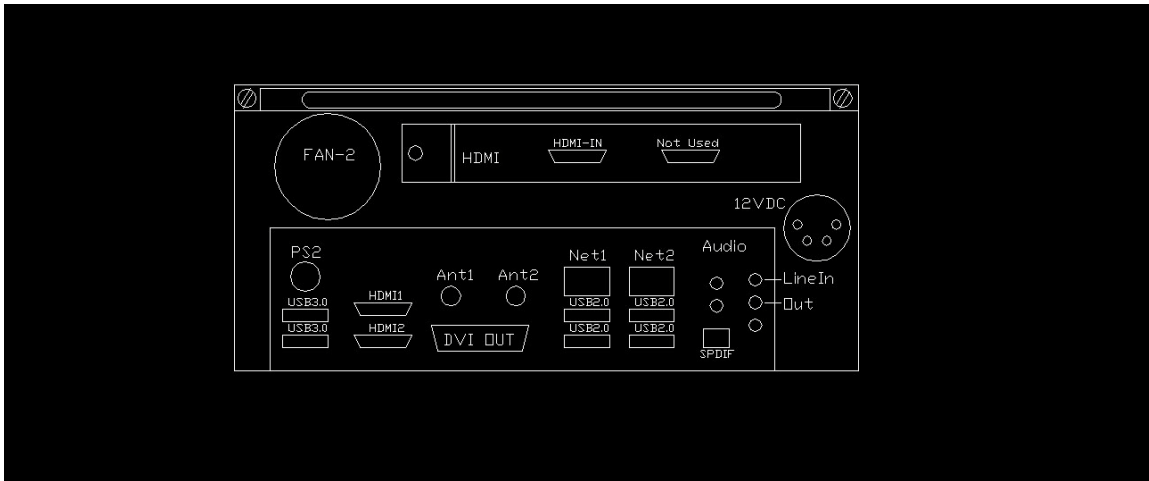 FAN-2
HDMI
HDMI-IN
Not Used
12VDC
PS2
Ant1
Ant2
Net1
Net2
Audio
LineIn
Out
USB3.0
USB3.0
HDMI1
HDMI2
DVI OUT
USB2.0
USB2.0
USB2.0
USB2.0
SPDIF